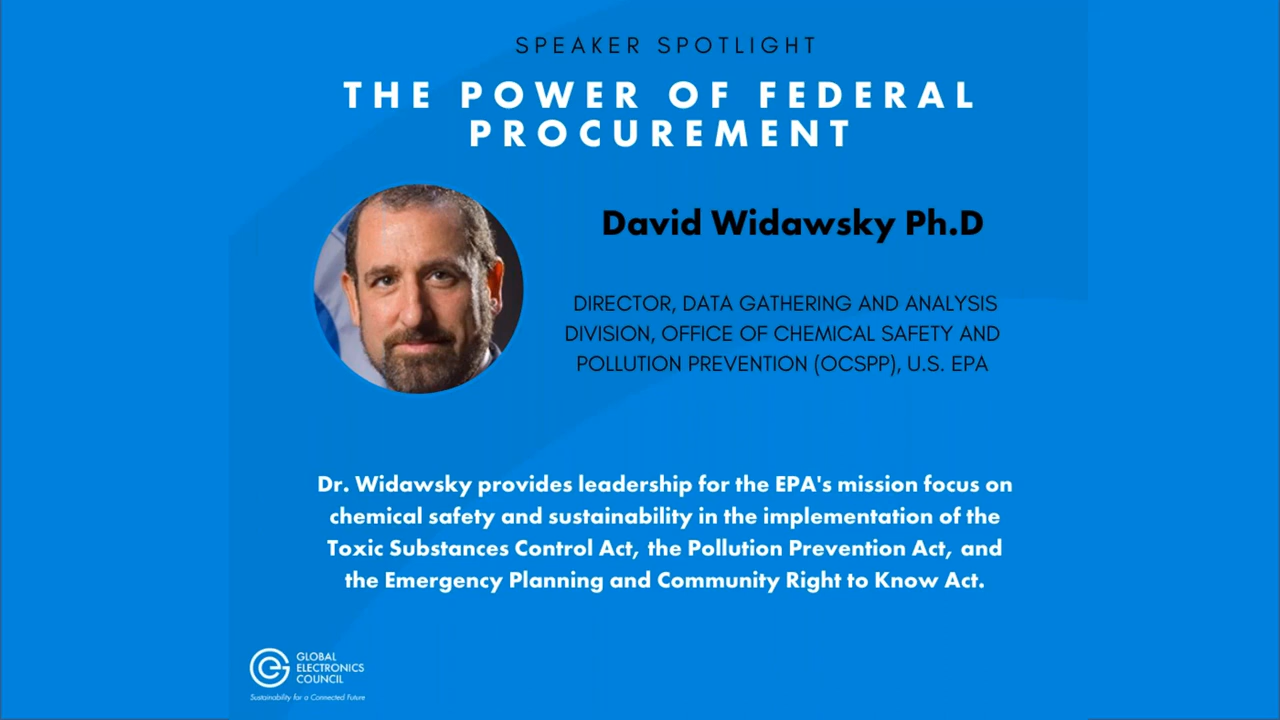 SPEAKER SPOTLIGHT
THE POWER OF FEDERAL
PROCUREMENT
David Widawsky Ph.D
DIRECTOR, DATA GATHERING AND ANALYSIS
DIVISION, OFFICE OF CHEMICAL SAFETY AND
POLLUTION PREVENTION (OCSPP), U.S. EPA
Dr. Widawsky provides leadership for the EPA's mission focus on
chemical safety and sustainability in the implementation of the
Toxic Substances Control Act, the Pollution Prevention Act, and
the Emergency Planning and Community Right to Know Act.
GLOBAL
ELECTRONICS
COUNCIL
Sustainability for a Connected Future